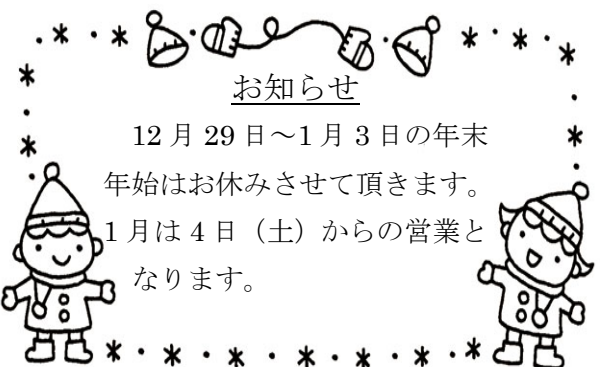 お知らせ
12月29日～1月3日の年末
年始はお休みさせて頂きます。
1月は4日（土）からの営業と
なります。